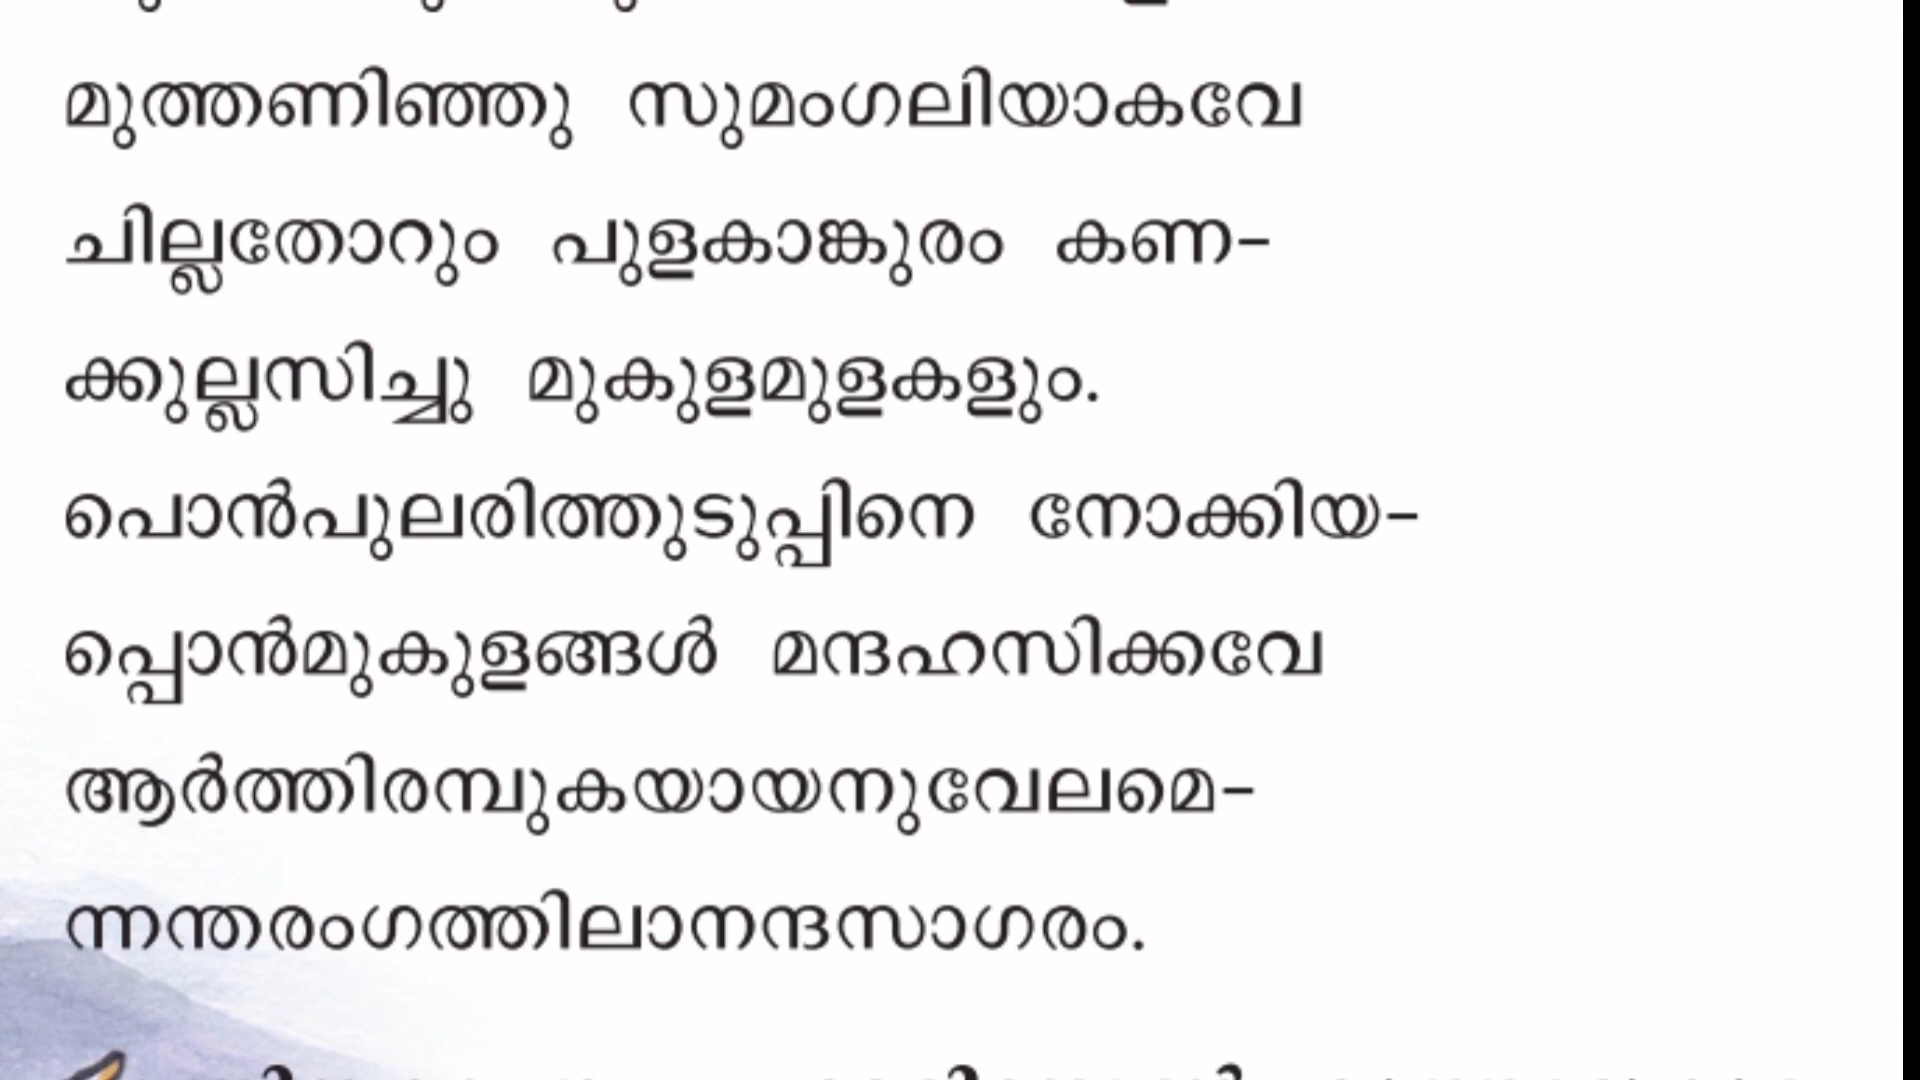 മുത്തണിഞ്ഞു സുമംഗലിയാകവേ
ചില്ലതോറും പുളകാങ്കുരം കണ-
ക്കുല്ലസിച്ചു മുകുളമുളകളും.
പൊൻപുലരിത്തുടുപ്പിനെ നോക്കിയ-
പ്പൊൻമുകുളങ്ങൾ മന്ദഹസിക്കവേ
ആർത്തിരമ്പുകയായനുവേലമെ-
ന്നന്തരംഗത്തിലാനന്ദസാഗരം.